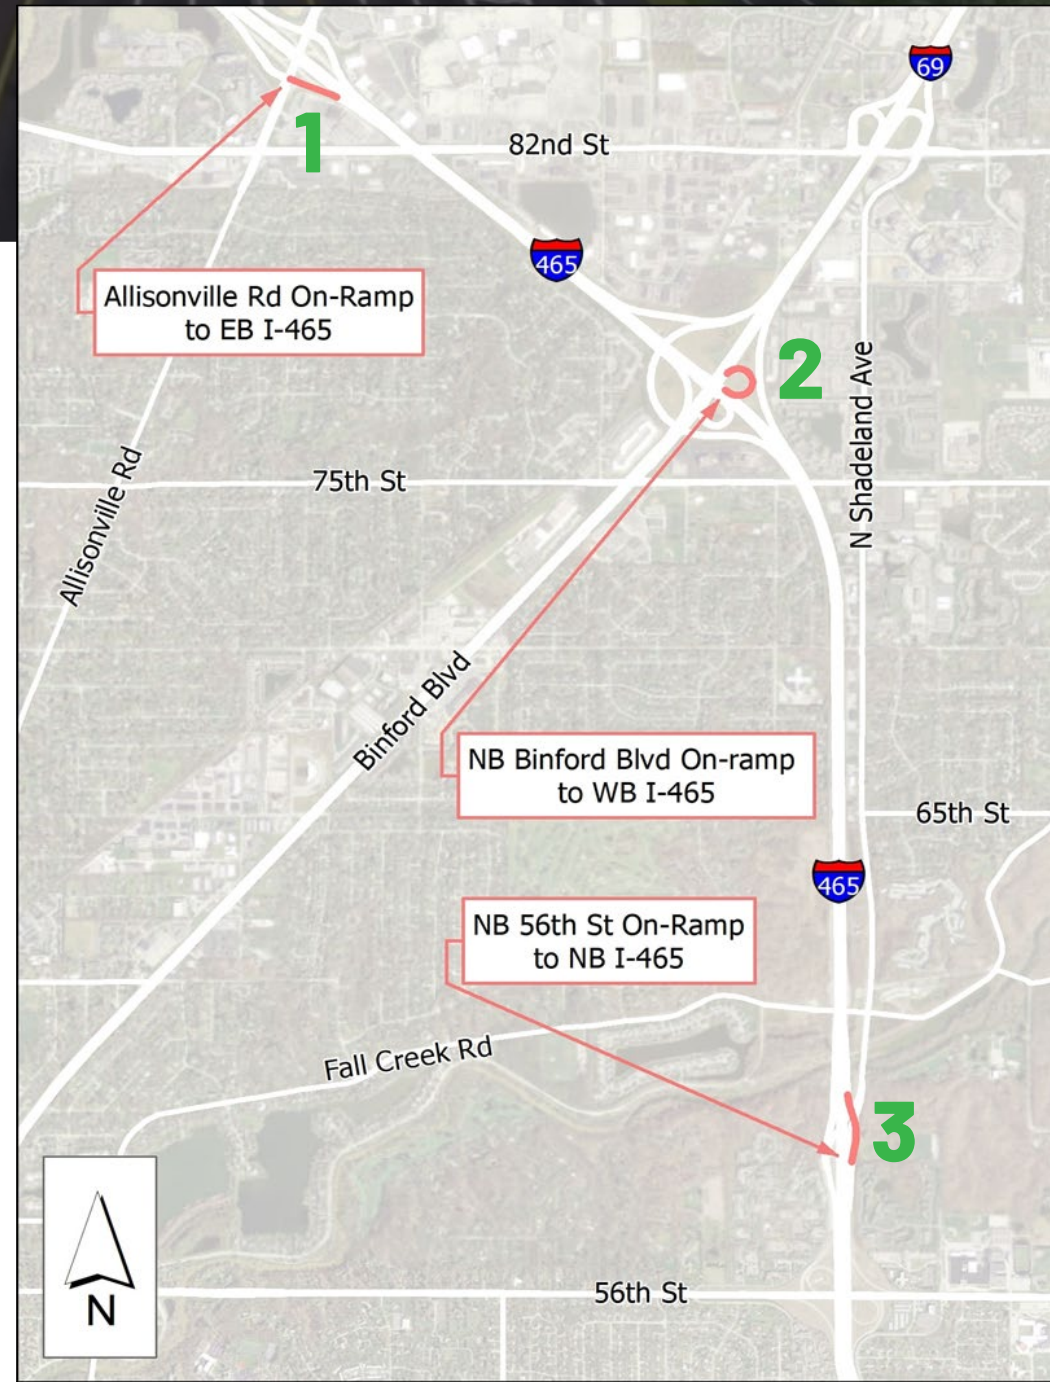 69
1
82nd St
465
Allisonville Rd On-Ramp
to EB I-465
2
N Shadeland Ave
Allisonville Rd
75th St
Binford Blvd
NB Binford Blvd On-ramp
to WB I-465
65th St
465
NB 56th St On-Ramp
to NB I-465
Fall Creek Rd
3
56th St
N